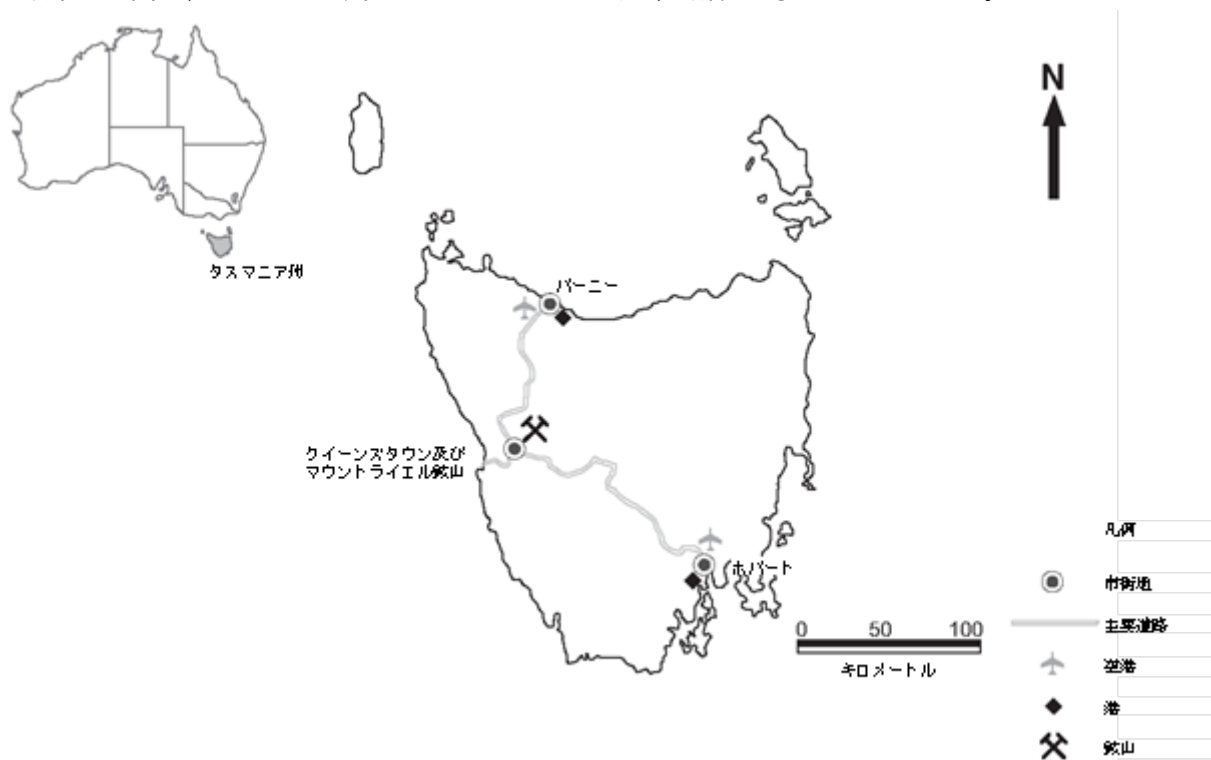 N
タスマニア州
バーニー
クイーンズタウン及び
マウントライエル鉱山
ホバート
0 50 100
キロメートル
凡例
市街地
主要道路
空港
港
鉱山